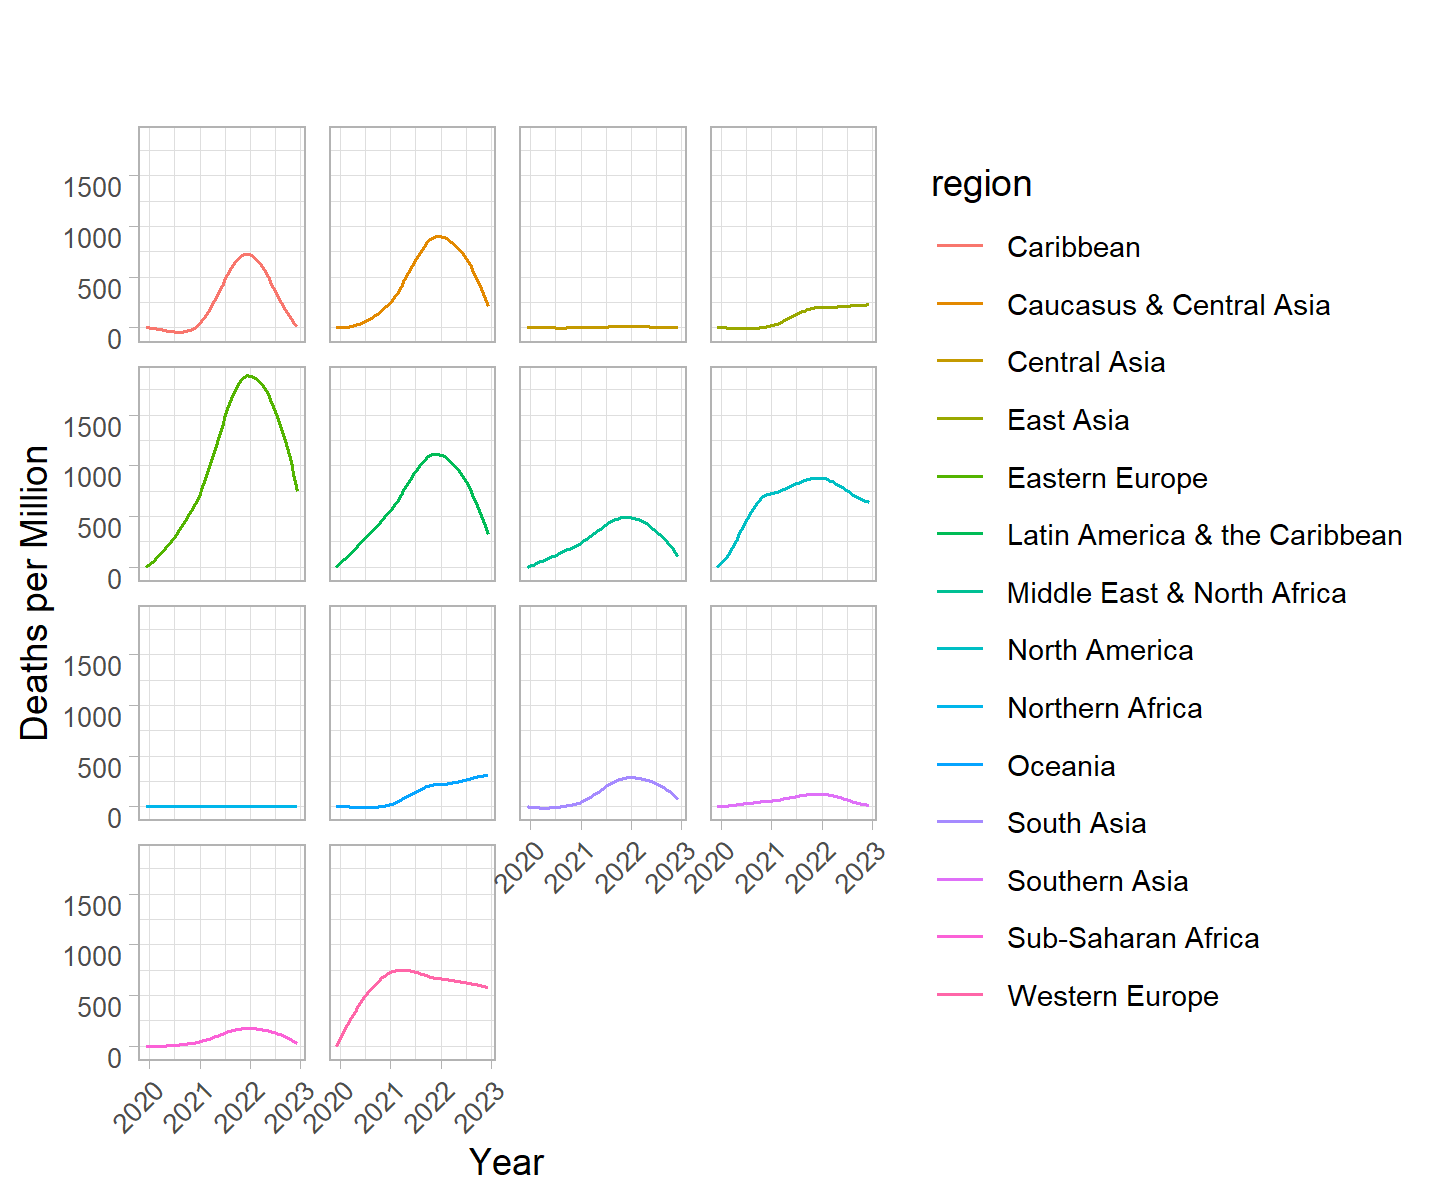 1500
1000
500
0
1500
1000
500
0
1500
1000
500
0
1500
1000
500
0
2020 2021 2022 2023 2020 2021 2022 2023
2020 2021 2022 2023 2020 2021 2022 2023
Deaths per Million
Year
region
Caribbean
Caucasus & Central Asia
Central Asia
East Asia
Eastern Europe
Latin America & the Caribbean
Middle East & North Africa
North America
Northern Africa
Oceania
South Asia
Southern Asia
Sub-Saharan Africa
Western Europe